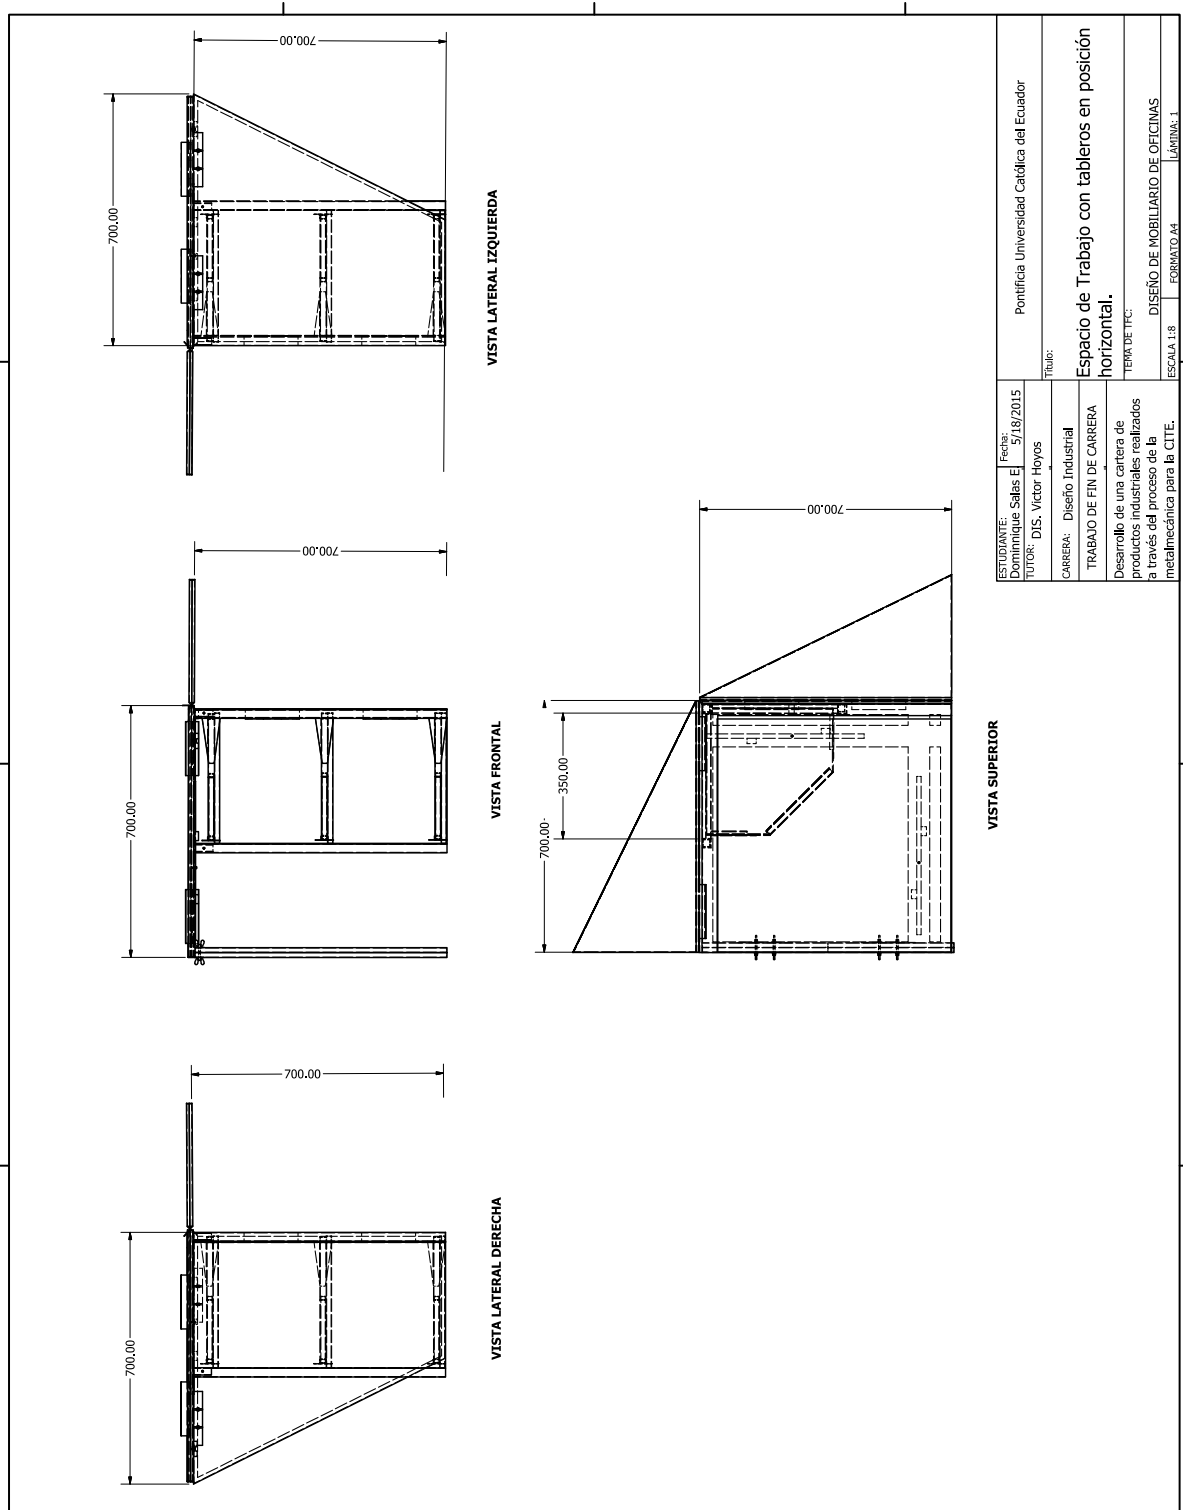 700.00
700.00
VISTA LATERAL DERECHA
700.00
700.00
VISTA FRONTAL
700.00
700.00
VISTA LATERAL IZQUIERDA
700.00
350.00
700.00
VISTA SUPERIOR
ESTUDIANTE:
Dominnique Salas E.
Fecha:
5/18/2015
TUTOR: DIS. Victor Hoyos
CARRERA: Diseño Industrial
TRABAJO DE FIN DE CARRERA
Desarrollo de una cartera de
productos industriales realizados
a través del proceso de la
metalmecánica para la CITE.
Pontificia Universidad Católica del Ecuador
Título:
Espacio de Trabajo con tableros en posición
horizontal.
TEMA DE TFC:
DISEÑO DE MOBILIARIO DE OFICINAS
ESCALA 1:8
FORMATO A4
LÁMINA: 1